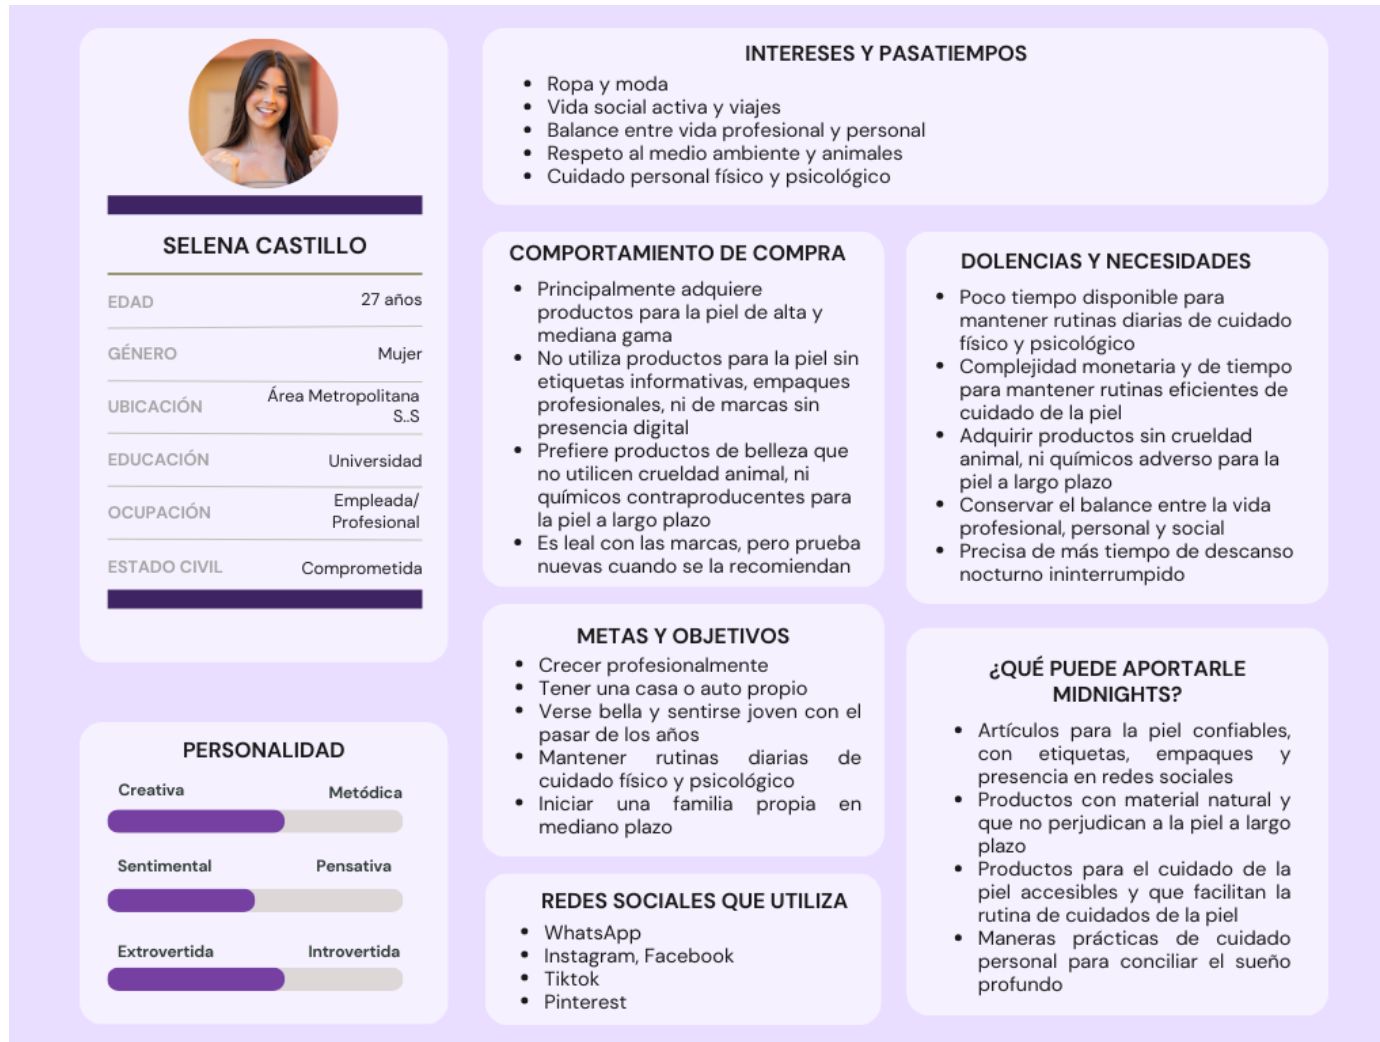 SELENA CASTILLO
EDAD
27 años
GÉNERO
Mujer
UBICACIÓN
Área Metropolitana
S..S
EDUCACIÓN
Universidad
OCUPACIÓN
Empleada/
Profesional
ESTADO CIVIL
Comprometida
PERSONALIDAD
Creativa
Metódica
Sentimental
Pensativa
Extrovertida
Introvertida
INTERESES Y PASATIEMPOS
• Ropa y moda
• Vida social activa y viajes
• Balance entre vida profesional y personal
• Respeto al medio ambiente y animales
• Cuidado personal físico y psicológico
COMPORTAMIENTO DE COMPRA
• Principalmente adquiere
productos para la piel de alta y
mediana gama
• No utiliza productos para la piel sin
etiquetas informativas, empaques
profesionales, ni de marcas sin
presencia digital
• Prefiere productos de belleza que
no utilicen crueldad animal, ni
químicos contraproducentes para
la piel a largo plazo
• Es leal con las marcas, pero prueba
nuevas cuando se la recomiendan
METAS Y OBJETIVOS
• Crecer profesionalmente
• Tener una casa o auto propio
• Verse bella y sentirse joven con el
pasar de los años
• Mantener rutinas diarias de
cuidado físico y psicológico
• Iniciar una familia propia en
mediano plazo
REDES SOCIALES QUE UTILIZA
• WhatsApp
• Instagram, Facebook
• Tiktok
• Pinterest
DOLENCIAS Y NECESIDADES
• Poco tiempo disponible para
mantener rutinas diarias de cuidado
físico y psicológico
• Complejidad monetaria y de tiempo
para mantener rutinas eficientes de
cuidado de la piel
• Adquirir productos sin crueldad
animal, ni químicos adverso para la
piel a largo plazo
• Conservar el balance entre la vida
profesional, personal y social
• Precisa de más tiempo de descanso
nocturno ininterrumpido
¿QUÉ PUEDE APORTARLE
MIDNIGHTS?
• Artículos para la piel confiables,
con etiquetas, empaques y
presencia en redes sociales
• Productos con material natural y
que no perjudican a la piel a largo
plazo
• Productos para el cuidado de la
piel accesibles y que facilitan la
rutina de cuidados de la piel
• Maneras prácticas de cuidado
personal para conciliar el sueño
profundo